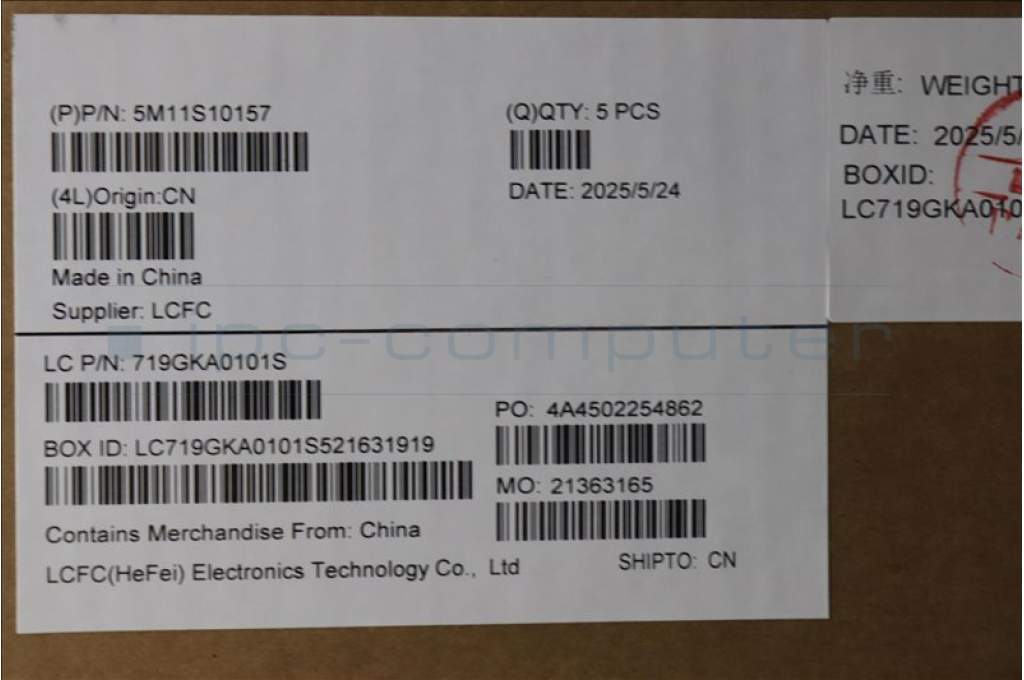 (P)P/N: 5M11S10157
(4L)Origin:CN
Made in China
Supplier: LCFC
(Q)QTY: 5 PCS
DATE: 2025/5/24
净重: WEIGHT
DATE: 2025/5/
BOXID:
LC719GKA010
ipc-computer
LC P/N: 719GKA0101S
BOX ID: LC719GKA0101S521631919
Contains Merchandise From: China
LCFC(HeFei) Electronics Technology Co., Ltd
PO: 4A4502254862
MO: 21363165
SHIPTO: CN